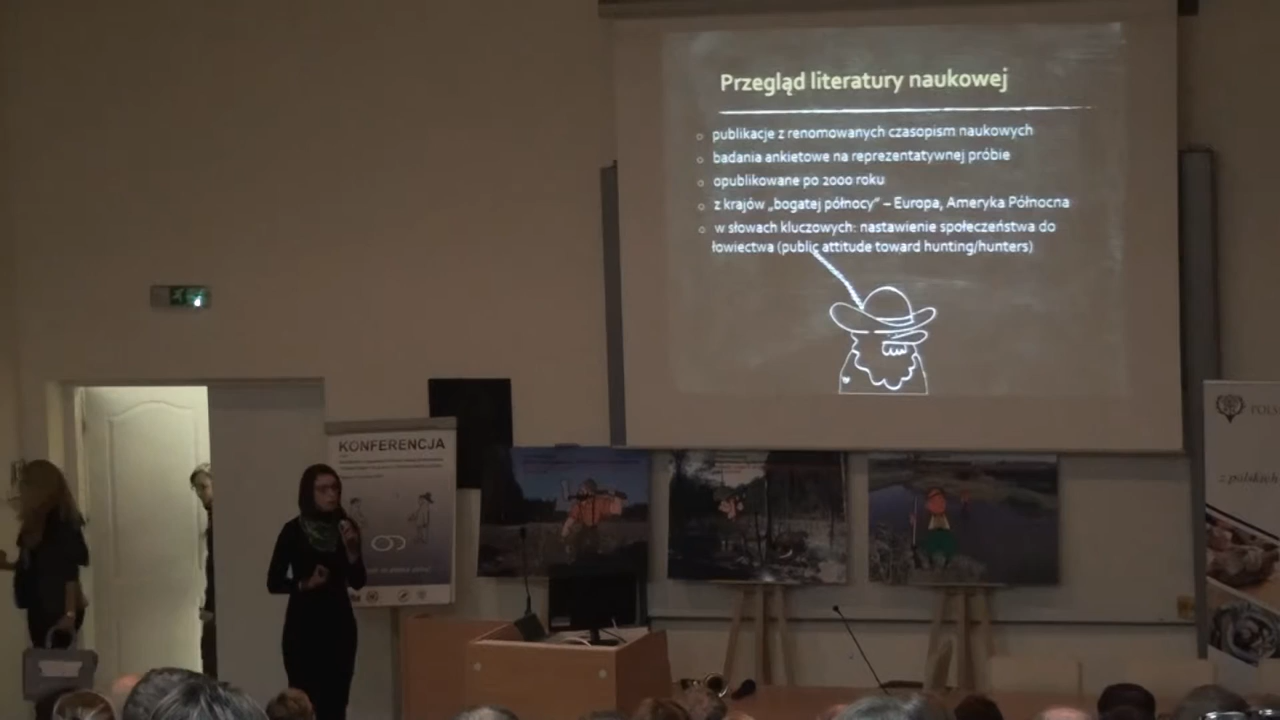 Przegląd literatury naukowej
publikacje z renomowanych czasopism naukowych
badania ankietowe na reprezentatywnej próbie
opublikowane po 2000 roku
z krajów „bogatej północy” – Europa, Ameryka Północna
w słowach kluczowych: nastawienie społeczeństwa do
łowiectwa (public attitude toward hunting/hunters)
KONFERENCJA
z polskich